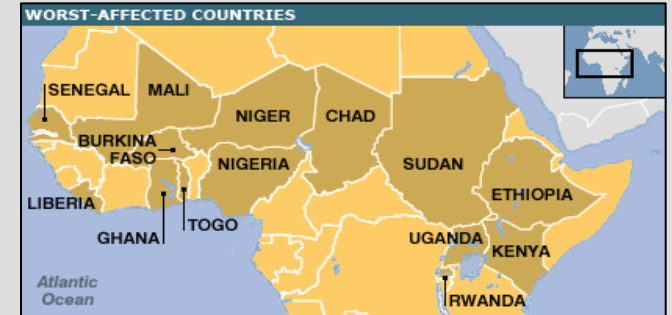 WORST-AFFECTED COUNTRIES
SENEGAL
MALI
NIGER
CHAD
BURKINA
FASO
NIGERIA
SUDAN
ETHIOPIA
LIBERIA
GHANA
TOGO
UGANDA
KENYA
Atlantic
Ocean
RWANDA